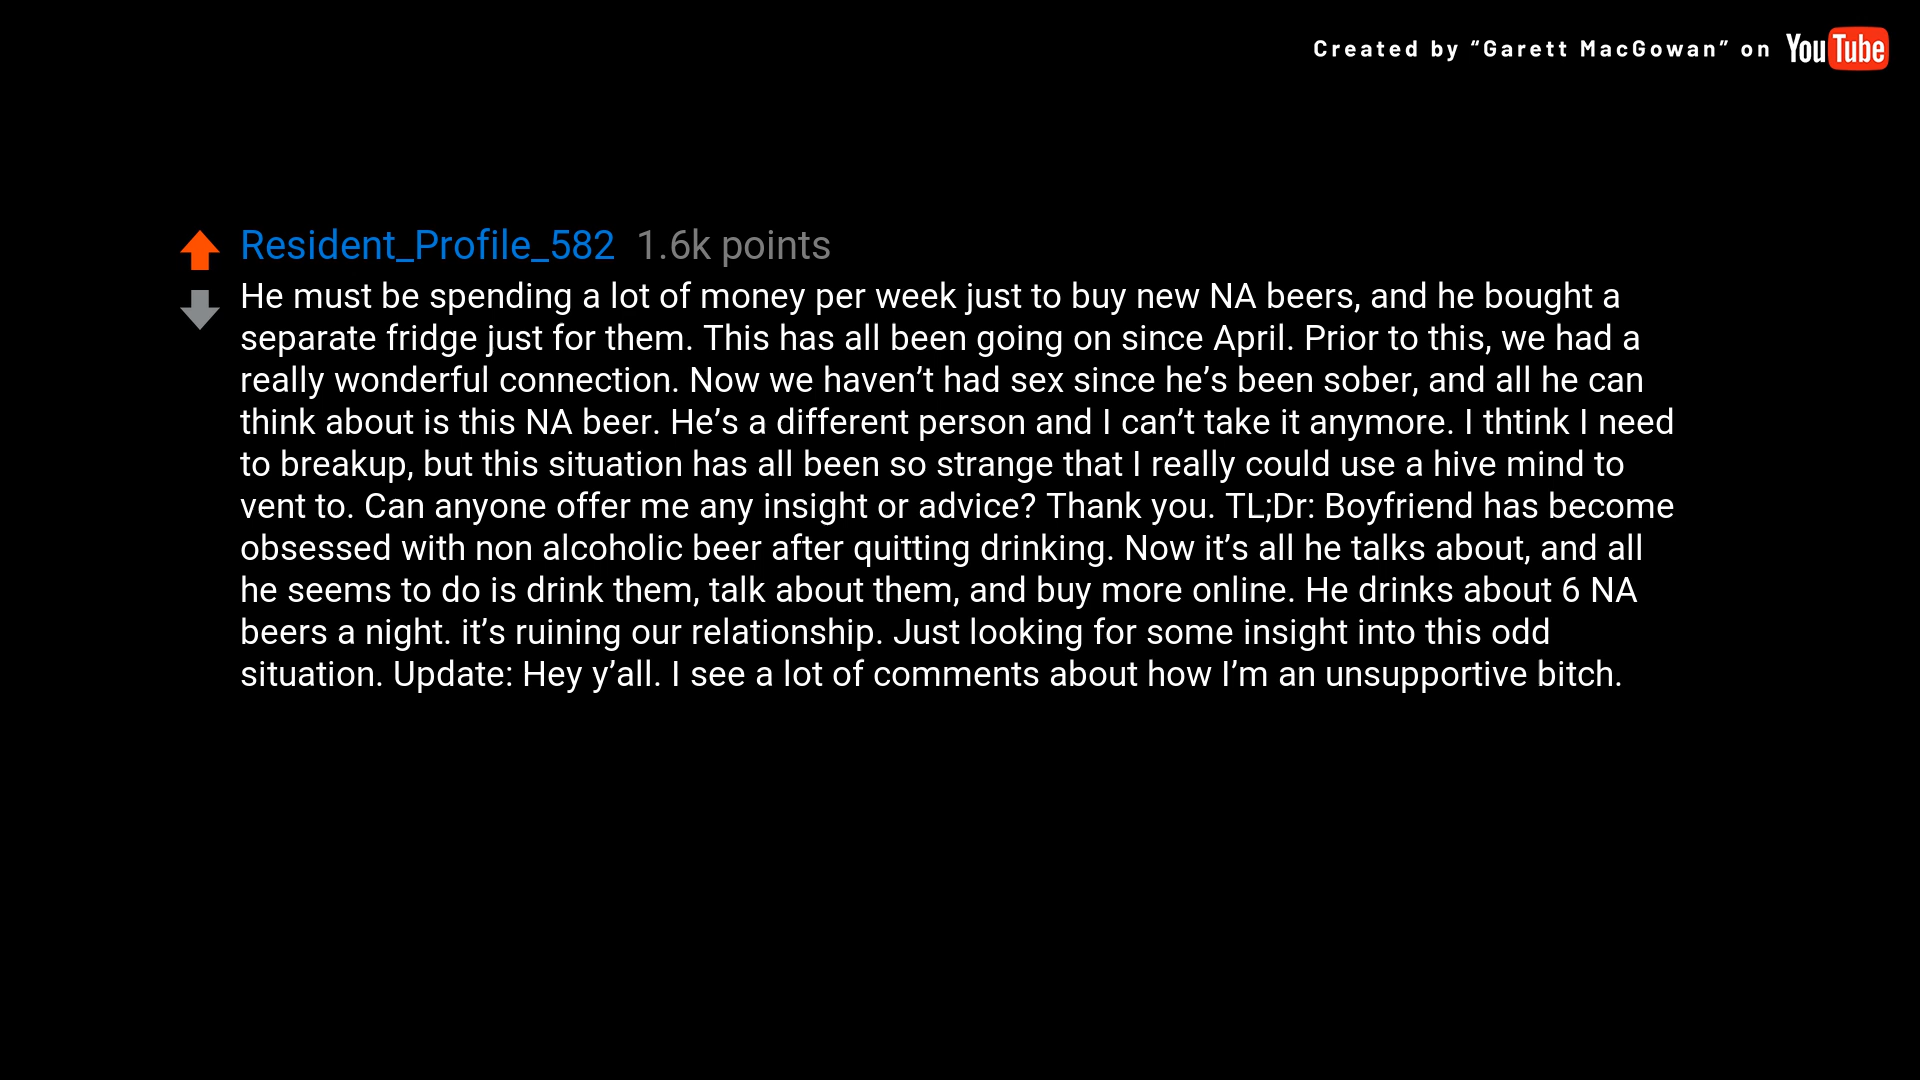 Created by “Garett MacGowan” on YouTube
Resident_Profile_582 1.6k points
He must be spending a lot of money per week just to buy new NA beers, and he bought a
separate fridge just for them. This has all been going on since April. Prior to this, we had a
really wonderful connection. Now we haven’t had sex since he’s been sober, and all he can
think about is this NA beer. He’s a different person and I can’t take it anymore. I thtink I need
to breakup, but this situation has all been so strange that I really could use a hive mind to
vent to. Can anyone offer me any insight or advice? Thank you. TL;Dr: Boyfriend has become
obsessed with non alcoholic beer after quitting drinking. Now it’s all he talks about, and all
he seems to do is drink them, talk about them, and buy more online. He drinks about 6 NA
beers a night. it’s ruining our relationship. Just looking for some insight into this odd
situation. Update: Hey y’all. I see a lot of comments about how I’m an unsupportive bitch.